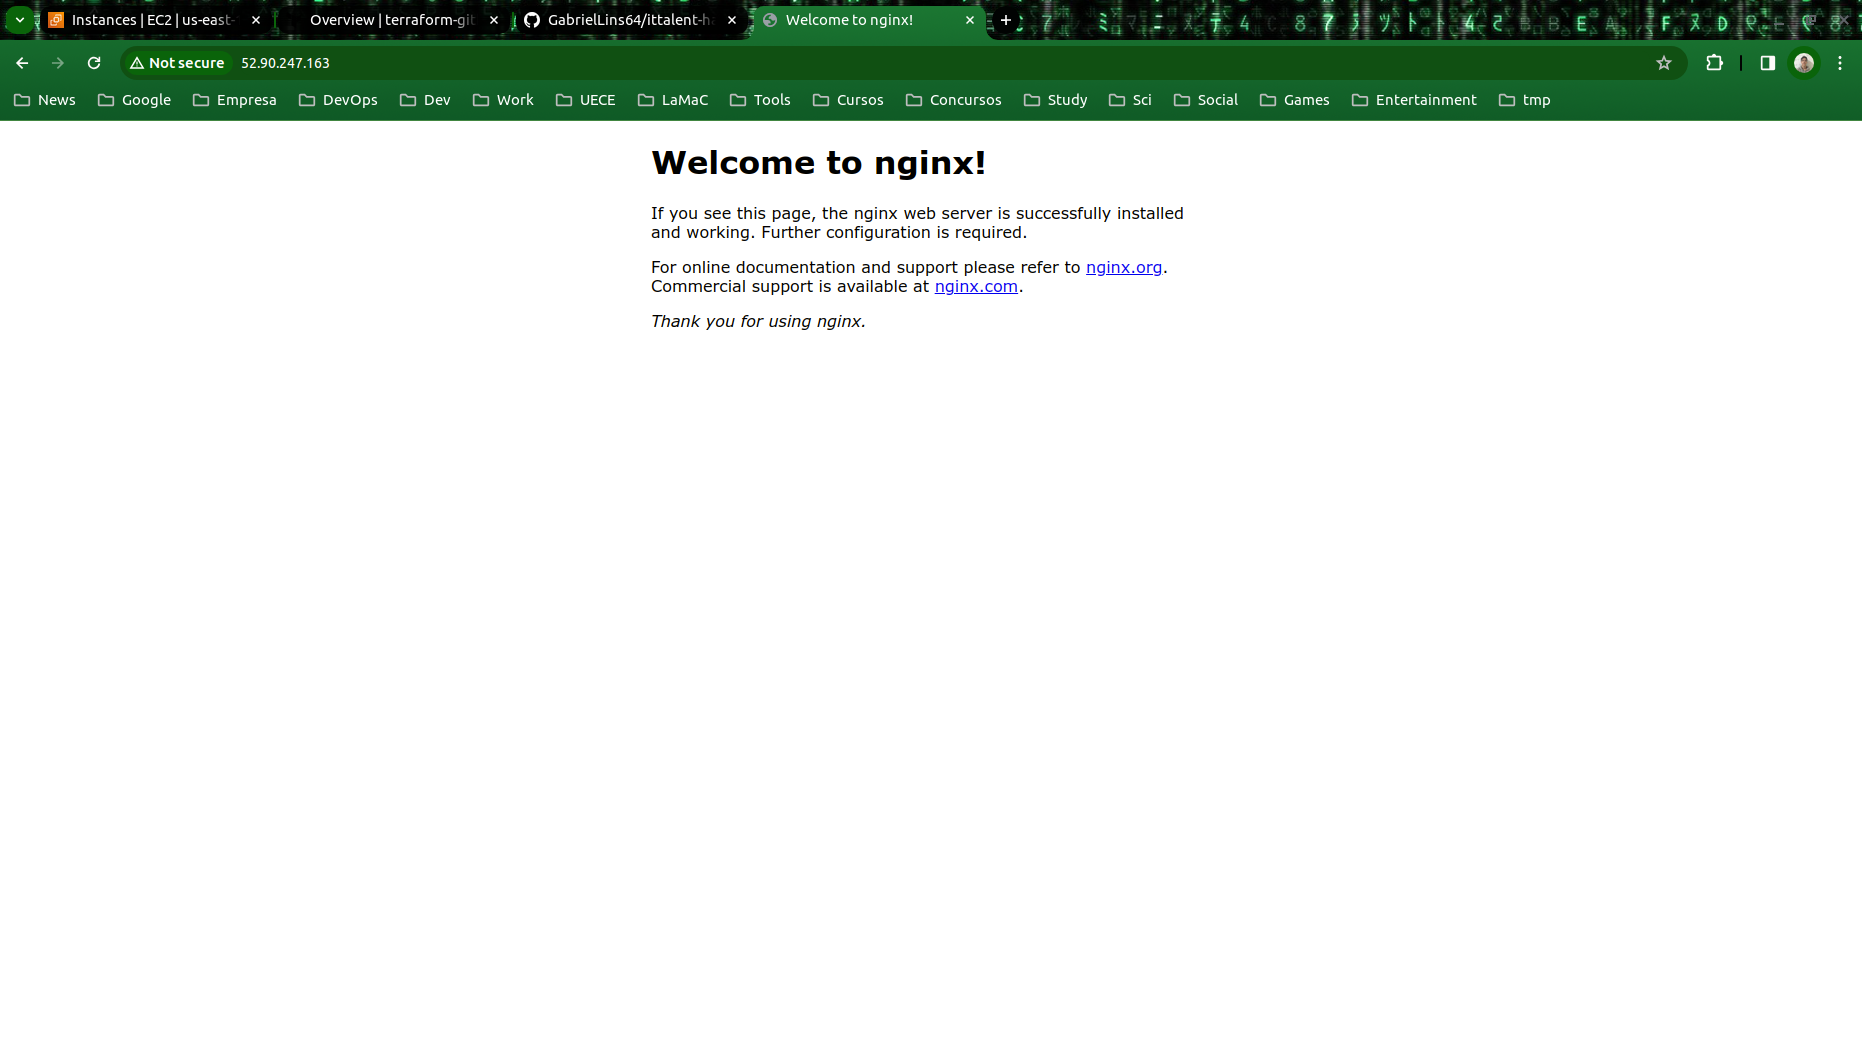 Instances | EC2 | us-east-
Overview | terraform-git
GabrielLins64/ittalent-ha
Welcome to nginx!
Not secure 52.90.247.163
News Google Empresa DevOps Dev Work UECE LaMaC Tools Cursos Concursos Study Sci Social Games Entertainment tmp
Welcome to nginx!
If you see this page, the nginx web server is successfully installed
and working. Further configuration is required.
For online documentation and support please refer to nginx.org.
Commercial support is available at nginx.com.
Thank you for using nginx.